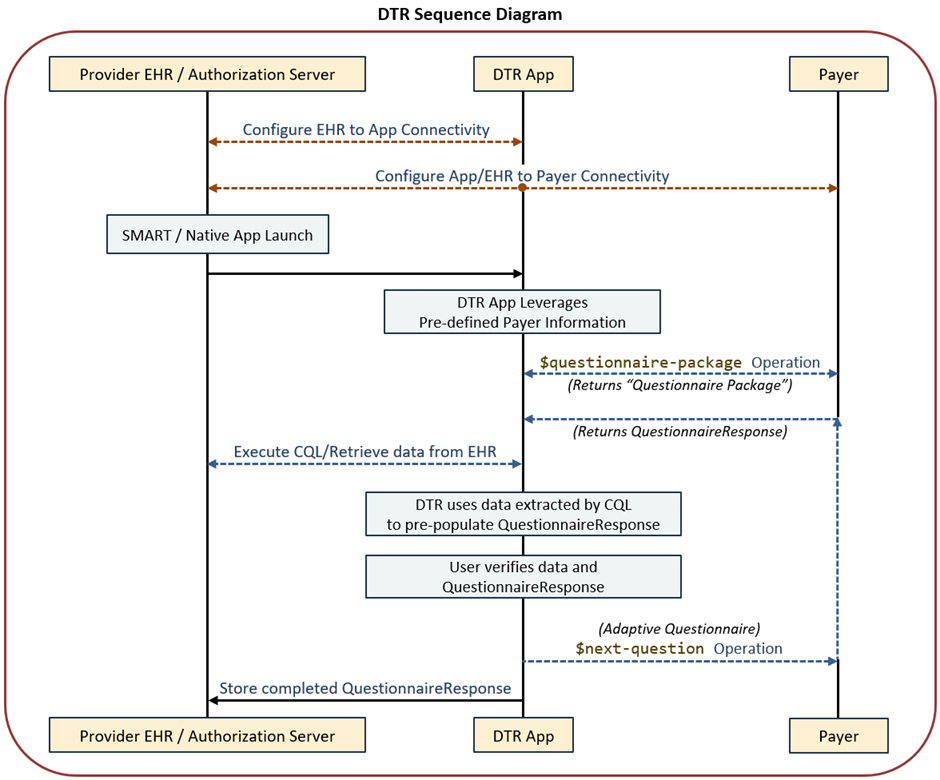 DTR Sequence Diagram
Provider EHR / Authorization Server
DTR App
Payer
Configure EHR to App Connectivity
Configure App/EHR to Payer Connectivity
SMART / Native App Launch
DTR App Leverages
Pre-defined Payer Information
$questionnaire-package Operation
(Returns “Questionnaire Package”)
(Returns QuestionnaireResponse)
Execute CQL/Retrieve data from EHR
DTR uses data extracted by CQL
to pre-populate QuestionnaireResponse
User verifies data and
QuestionnaireResponse
(Adaptive Questionnaire)
$next-question Operation
Store completed QuestionnaireResponse
Provider EHR / Authorization Server
DTR App
Payer